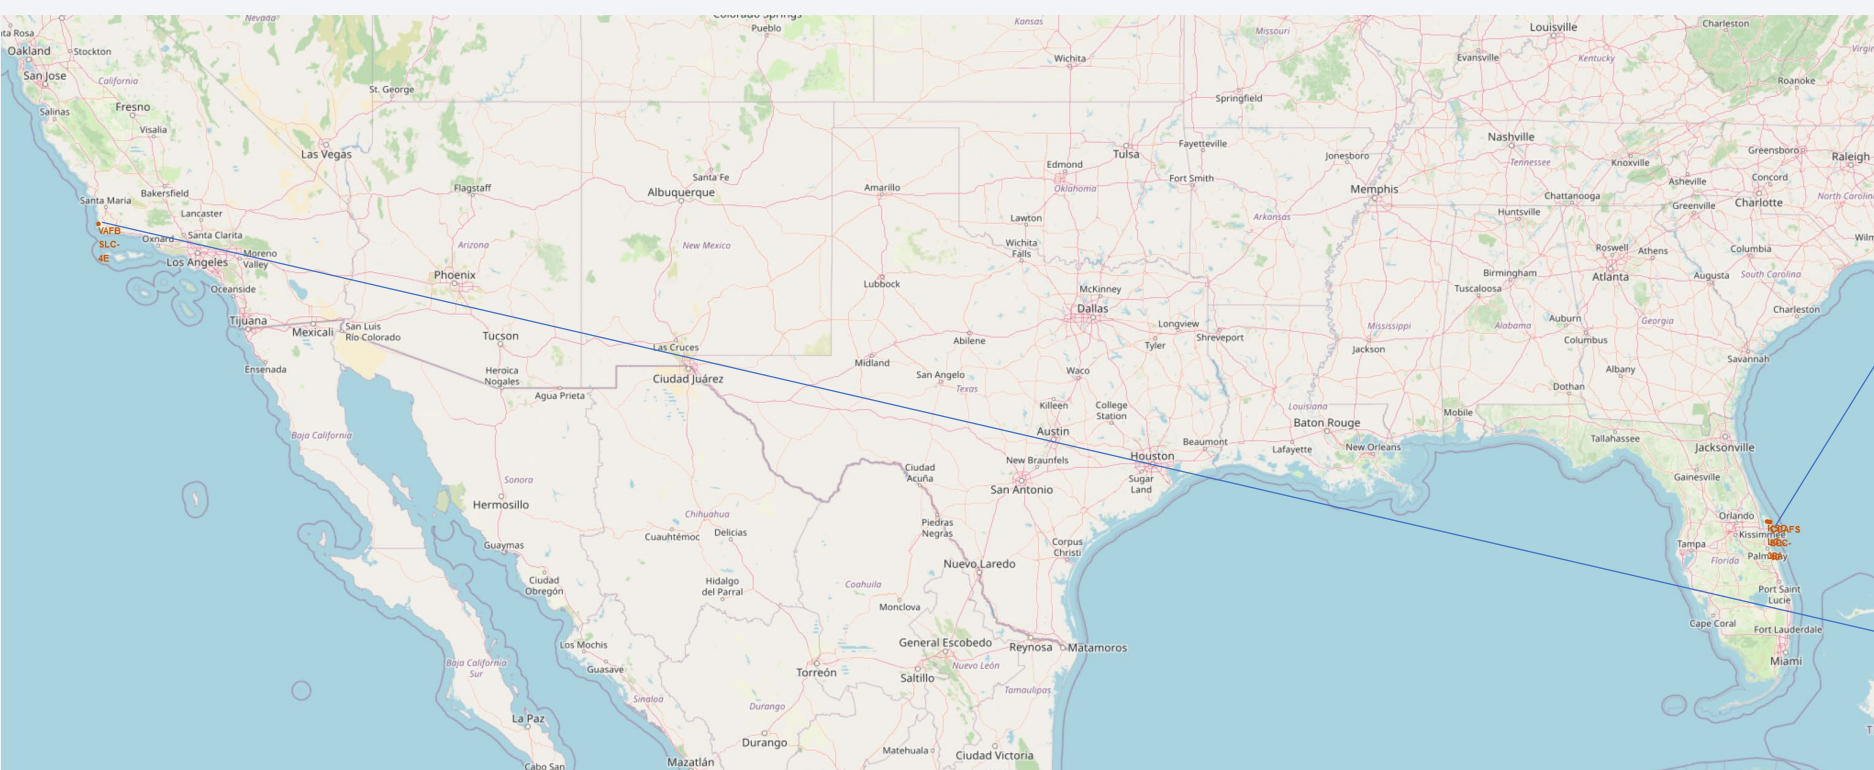 Nevada
Colorado Springs
Pueblo
Kansas
Missouri
Louisville
Charleston
ta Rosa
Oakland
Stockton
Wichita
Evansville
Kentucky
Virgin
San Jose
California
St. George
Springfield
Roanoke
Salinas
Fresno
Visalia
Las Vegas
Edmond
Tulsa
Fayetteville
Jonesboro
Nashville
Tennessee
Knoxville
Greensboro
Raleigh
Bakersfield
Flagstaff
Santa Fe
Albuquerque
Amarillo
Oklahoma
Fort Smith
Memphis
Chattanooga
Asheville
Concord
Charlotte
North Carolina
Santa Maria
Lancaster
Lawton
Arkansas
Huntsville
Greenville
VAFB
SLC-
4E
Oxnard
Santa Clarita
Arizona
New Mexico
Wichita
Falls
Roswell
Athens
Columbia
Wilm
Los Angeles
Moreno
Valley
Phoenix
Lubbock
McKinney
Birmingham
Atlanta
Augusta
South Carolina
Oceanside
Tuscaloosa
Tijuana
Mexicali
San Luis
Río Colorado
Tucson
Dallas
Longview
Mississippi
Alabama
Auburn
Georgia
Charleston
Las Cruces
Abilene
Tyler
Shreveport
Jackson
Columbus
Ensenada
Heroica
Nogales
Ciudad Juárez
Midland
San Angelo
Texas
Waco
Albany
Savannah
Agua Prieta
Killeen
College
Station
Louisiana
Dothan
Baja California
Austin
Beaumont
Baton Rouge
Mobile
Tallahassee
Jacksonville
New Braunfels
Houston
Lafayette
New Orleans
Sonora
Ciudad
Acuña
San Antonio
Sugar
Land
Gainesville
Hermosillo
Chihuahua
Cuauhtémoc
Delicias
Piedras
Negras
Orlando
Kissimmee
Guaymas
Corpus
Christi
Tampa
Florida
Ciudad
Obregón
Hidalgo
del Parral
Coahuila
Nuevo Laredo
Port Saint
Lucie
Monclova
Los Mochis
General Escobedo
Reynosa
Matamoros
Cape Coral
Fort Lauderdale
Baja California
Sur
Guasave
Torreón
Saltillo
Nuevo León
Miami
Sinaloa
Durango
Tamaulipas
La Paz
Durango
Matehuala
Ciudad Victoria
Cabo San
Mazatlán